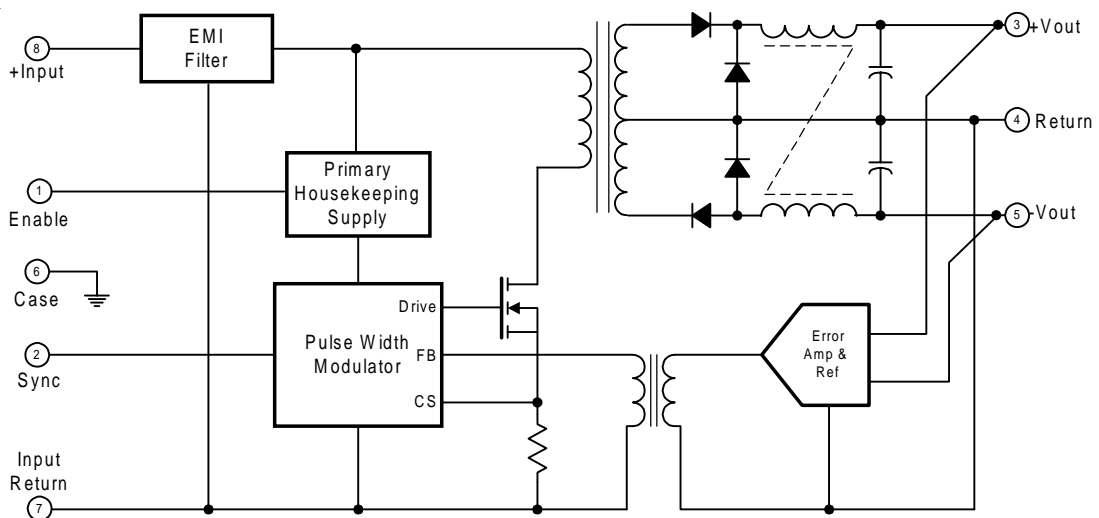 8
+Input
EMI
Filter
3
+Vout
4
Return
Primary
Housekeeping
Supply
1
Enable
5
-Vout
6
Case
Drive
Pulse Width
Modulator
FB
CS
2
Sync
Error
Amp &
Ref
Input
Return
7